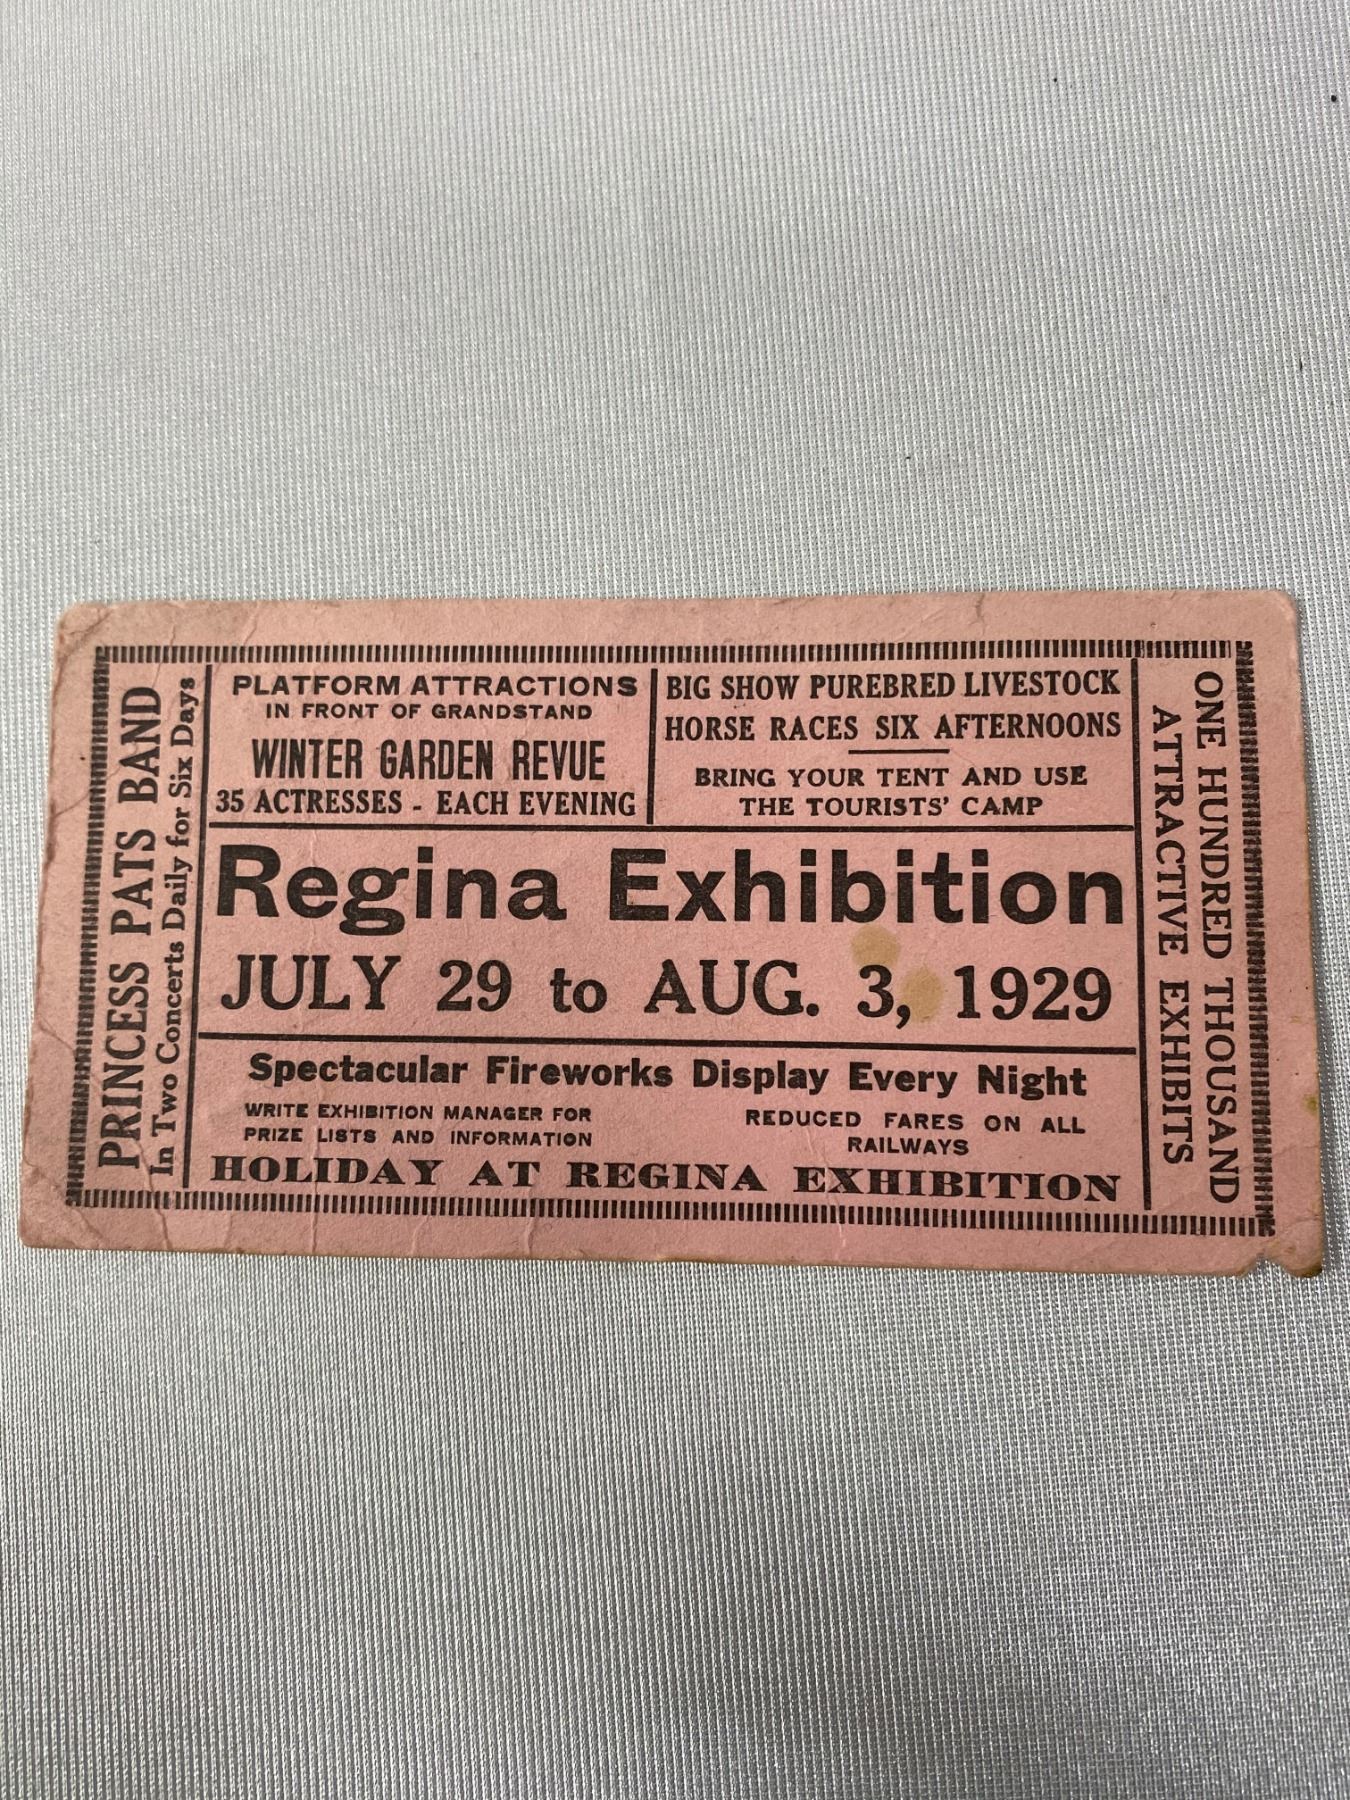 PRINCESS PATS BAND
In Two Concerts Daily for Six Days
PLATFORM ATTRACTIONS
IN FRONT OF GRANDSTAND
WINTER GARDEN REVUE
35 ACTRESSES - EACH EVENING
BIG SHOW PUREBRED LIVESTOCK
HORSE RACES SIX AFTERNOONS
BRING YOUR TENT AND USE
THE TOURISTS' CAMP
Regina Exhibition
JULY 29 to AUG. 3, 1929
Spectacular Fireworks Display Every Night
WRITE EXHIBITION MANAGER FOR
PRIZE LISTS AND INFORMATION
REDUCED FARES ON ALL
RAILWAYS
HOLIDAY AT REGINA EXHIBITION
ONE HUNDRED THOUSAND
ATTRACTIVE EXHIBITS